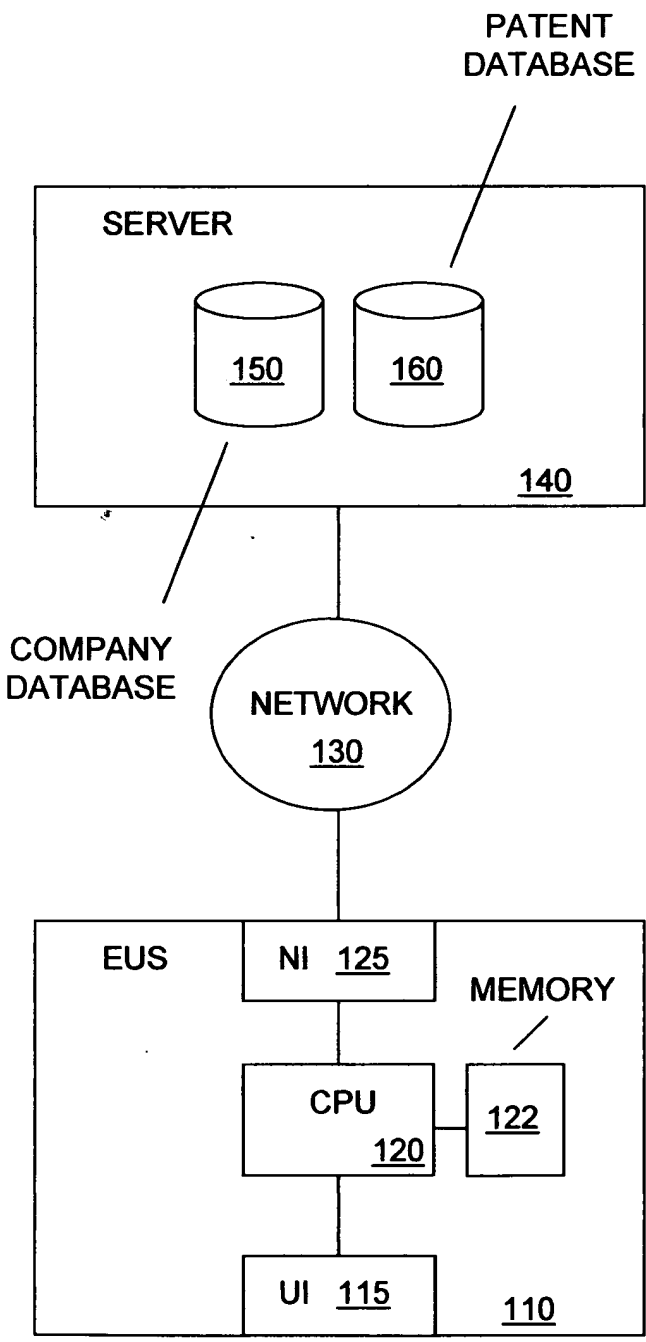 PATENT
DATABASE
SERVER
150
160
140
COMPANY
DATABASE
NETWORK
130
EUS
NI 125
MEMORY
CPU
120
122
UI 115
110